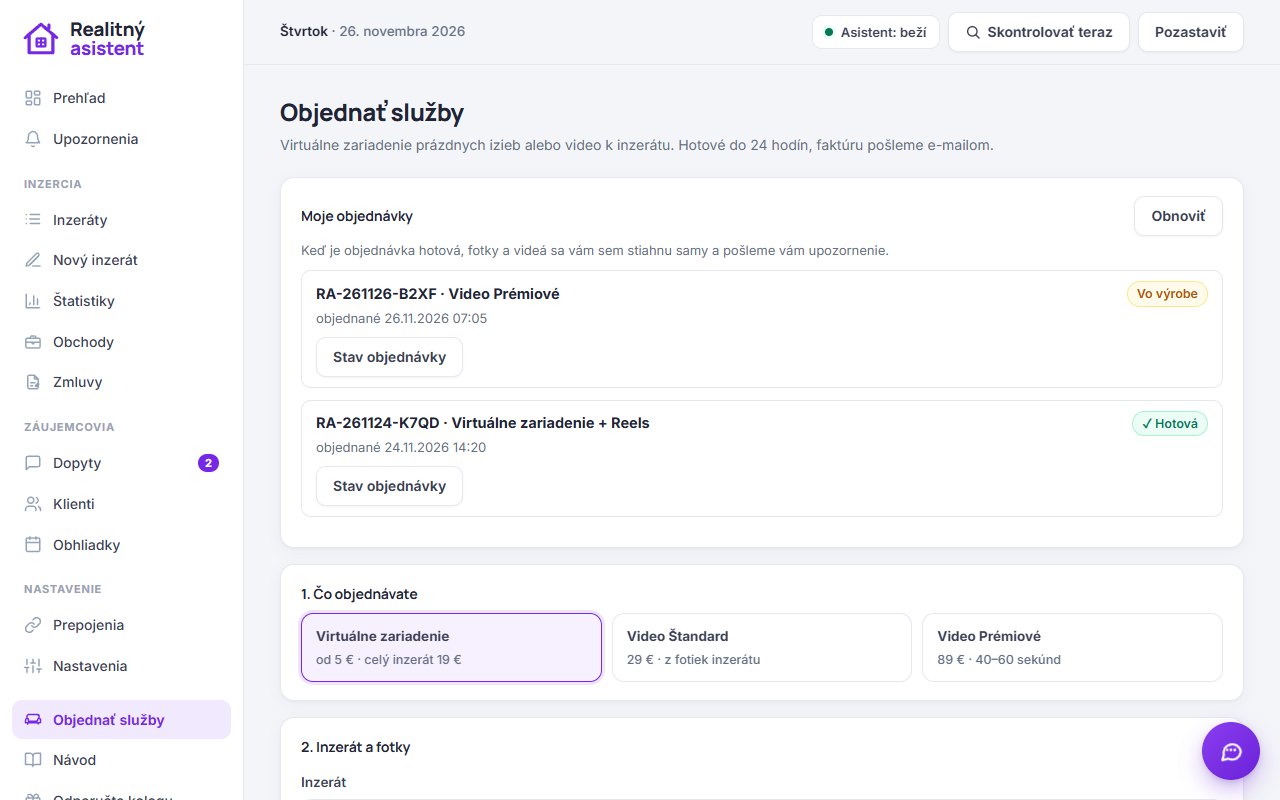 Realitný
asistent
Prehľad
Upozornenia
INZERCIA
Inzeráty
Nový inzerát
Štatistiky
Obchody
Zmluvy
ZÁUJEMCOVIA
Dopyty 2
Klienti
Obhliadky
NASTAVENIE
Prepojenia
Nastavenia
Objednať služby
Návod
Odporučte kolegu
Štvrtok · 26. novembra 2026
Asistent: beží
Skontrolovať teraz
Pozastaviť
Objednať služby
Virtuálne zariadenie prázdnych izieb alebo video k inzerátu. Hotové do 24 hodín, faktúru pošleme e-mailom.
Moje objednávky
Obnoviť
Keď je objednávka hotová, fotky a videá sa vám sem stiahnu samy a pošleme vám upozornenie.
RA-261126-B2XF · Video Prémiové
Vo výrobe
objednané 26.11.2026 07:05
Stav objednávky
RA-261124-K7QD · Virtuálne zariadenie + Reels
✓ Hotová
objednané 24.11.2026 14:20
Stav objednávky
1. Čo objednávate
Virtuálne zariadenie
od 5 € · celý inzerát 19 €
Video Štandard
29 € · z fotiek inzerátu
Video Prémiové
89 € · 40–60 sekúnd
2. Inzerát a fotky
Inzerát